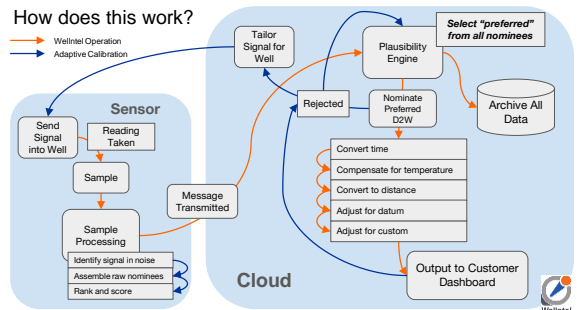 How does this work?
Wellntel Operation
Adaptive Calibration
Tailor
Signal for
Well
Plausibility
Engine
Select “preferred”
from all nominees
Sensor
Send
Signal
into Well
Reading
Taken
Sample
Sample
Processing
Identify signal in noise
Assemble raw nominees
Rank and score
Message
Transmitted
Rejected
Nominate
Preferred
D2W
Archive All
Data
Convert time
Compensate for temperature
Convert to distance
Adjust for datum
Adjust for custom
Cloud
Output to Customer
Dashboard
Wellntel